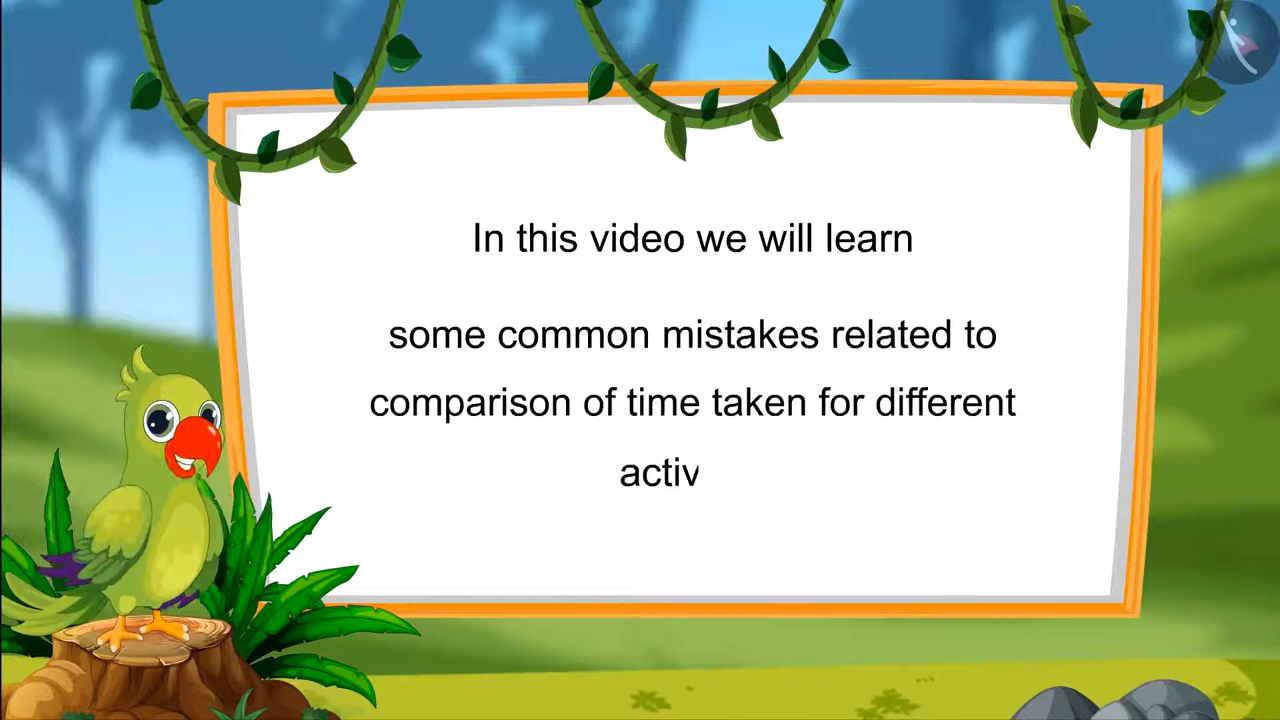 In this video we will learn
some common mistakes related to
comparison of time taken for different
activ